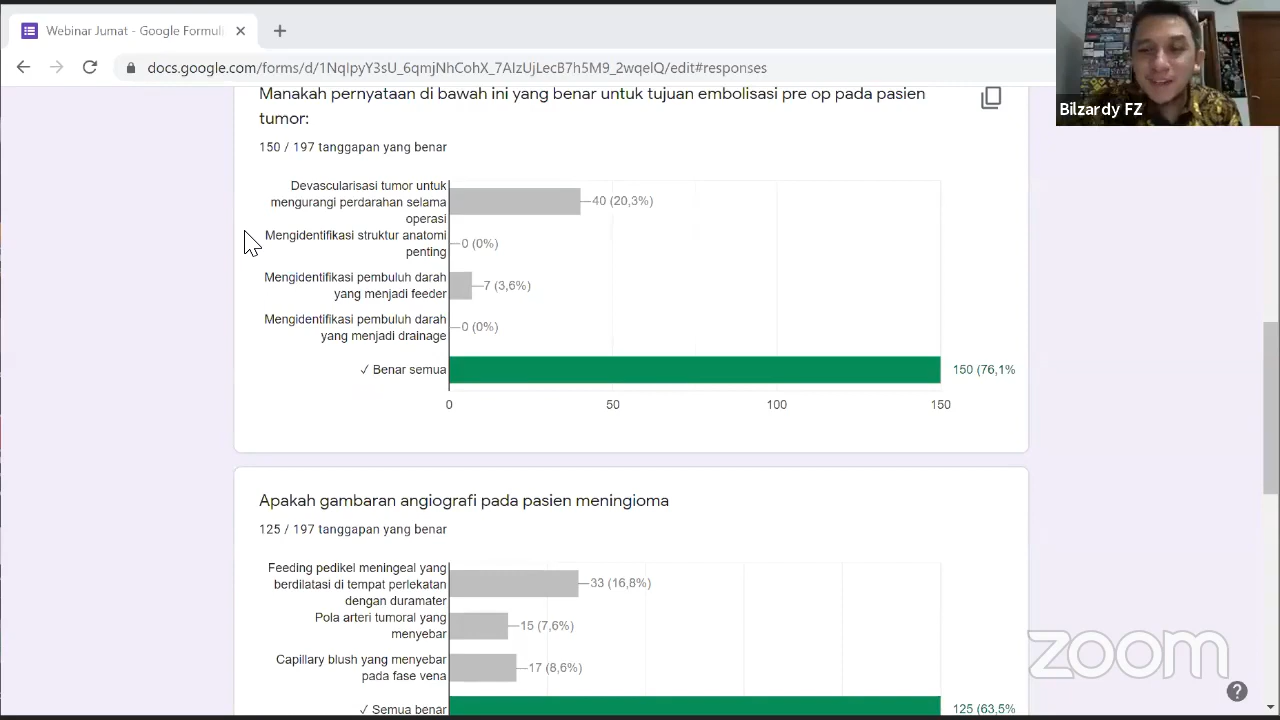 Webinar Jumat - Google Formuli
docs.google.com/forms/d/1NqIpyY3sU_6qmjNhCohX_7AIzUjLecB7h5M9_2wqeIQ/edit#responses
Bilzardy FZ
Manakah pernyataan di bawah ini yang benar untuk tujuan embolisasi pre op pada pasien
tumor:
150 / 197 tanggapan yang benar
Devascularisasi tumor untuk
mengurangi perdarahan selama
operasi
40 (20,3%)
Mengidentifikasi struktur anatomi
penting
0 (0%)
Mengidentifikasi pembuluh darah
yang menjadi feeder
7 (3,6%)
Mengidentifikasi pembuluh darah
yang menjadi drainage
0 (0%)
✓ Benar semua
150 (76,1%
0 50 100 150
Apakah gambaran angiografi pada pasien meningioma
125 / 197 tanggapan yang benar
Feeding pedikel meningeal yang
berdilatasi di tempat perlekatan
dengan duramater
33 (16,8%)
Pola arteri tumoral yang
menyebar
15 (7,6%)
Capillary blush yang menyebar
pada fase vena
17 (8,6%)
✓ Semua benar
125 (63,5%
zoom